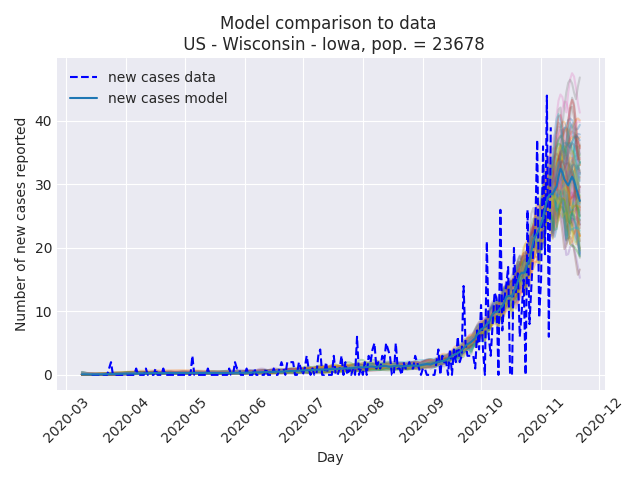 Model comparison to data
US - Wisconsin - Iowa, pop. = 23678
new cases data
new cases model
Number of new cases reported
40
30
20
10
0
2020-03
2020-04
2020-05
2020-06
2020-07
2020-08
2020-09
2020-10
2020-11
2020-12
Day